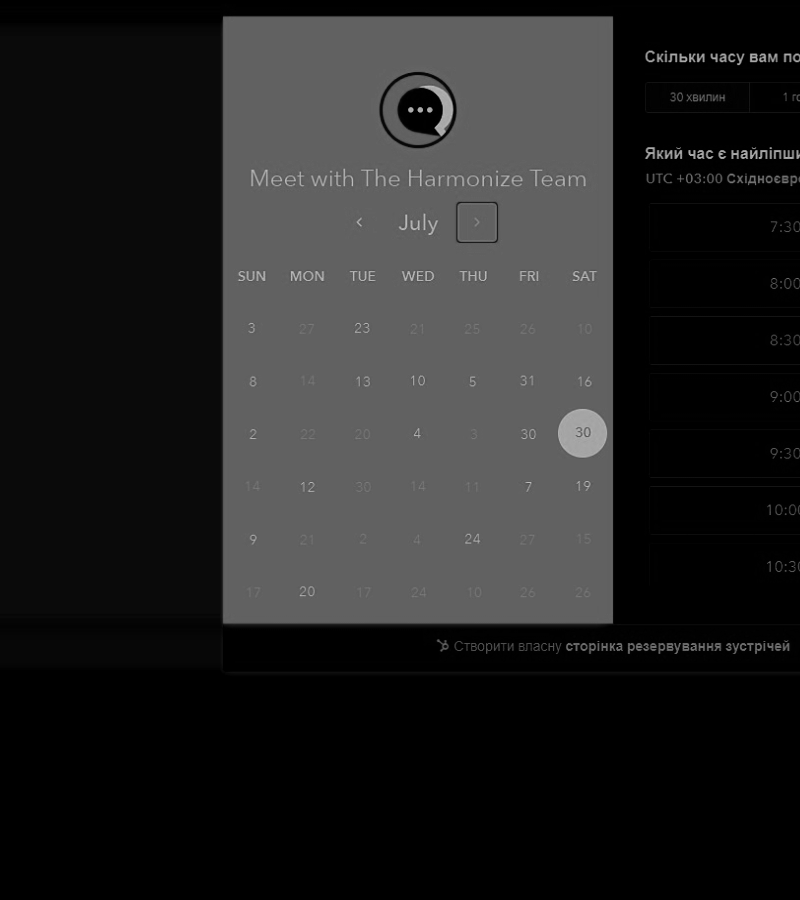 Meet with The Harmonize Team
July
SUN MON TUE WED THU FRI SAT
3 27 23 21 25 26 10
8 14 13 10 5 31 16
2 22 20 4 3 30 30
14 12 30 14 11 7 19
9 21 2 4 24 27 15
17 20 17 24 10 26 26
Скільки часу вам по
30 хвилин 1 го
Який час є найліпши
UTC +03:00 Східноєвро
7:30
8:00
8:30
9:00
9:30
10:00
10:30
Створити власну сторінка резервування зустрічей